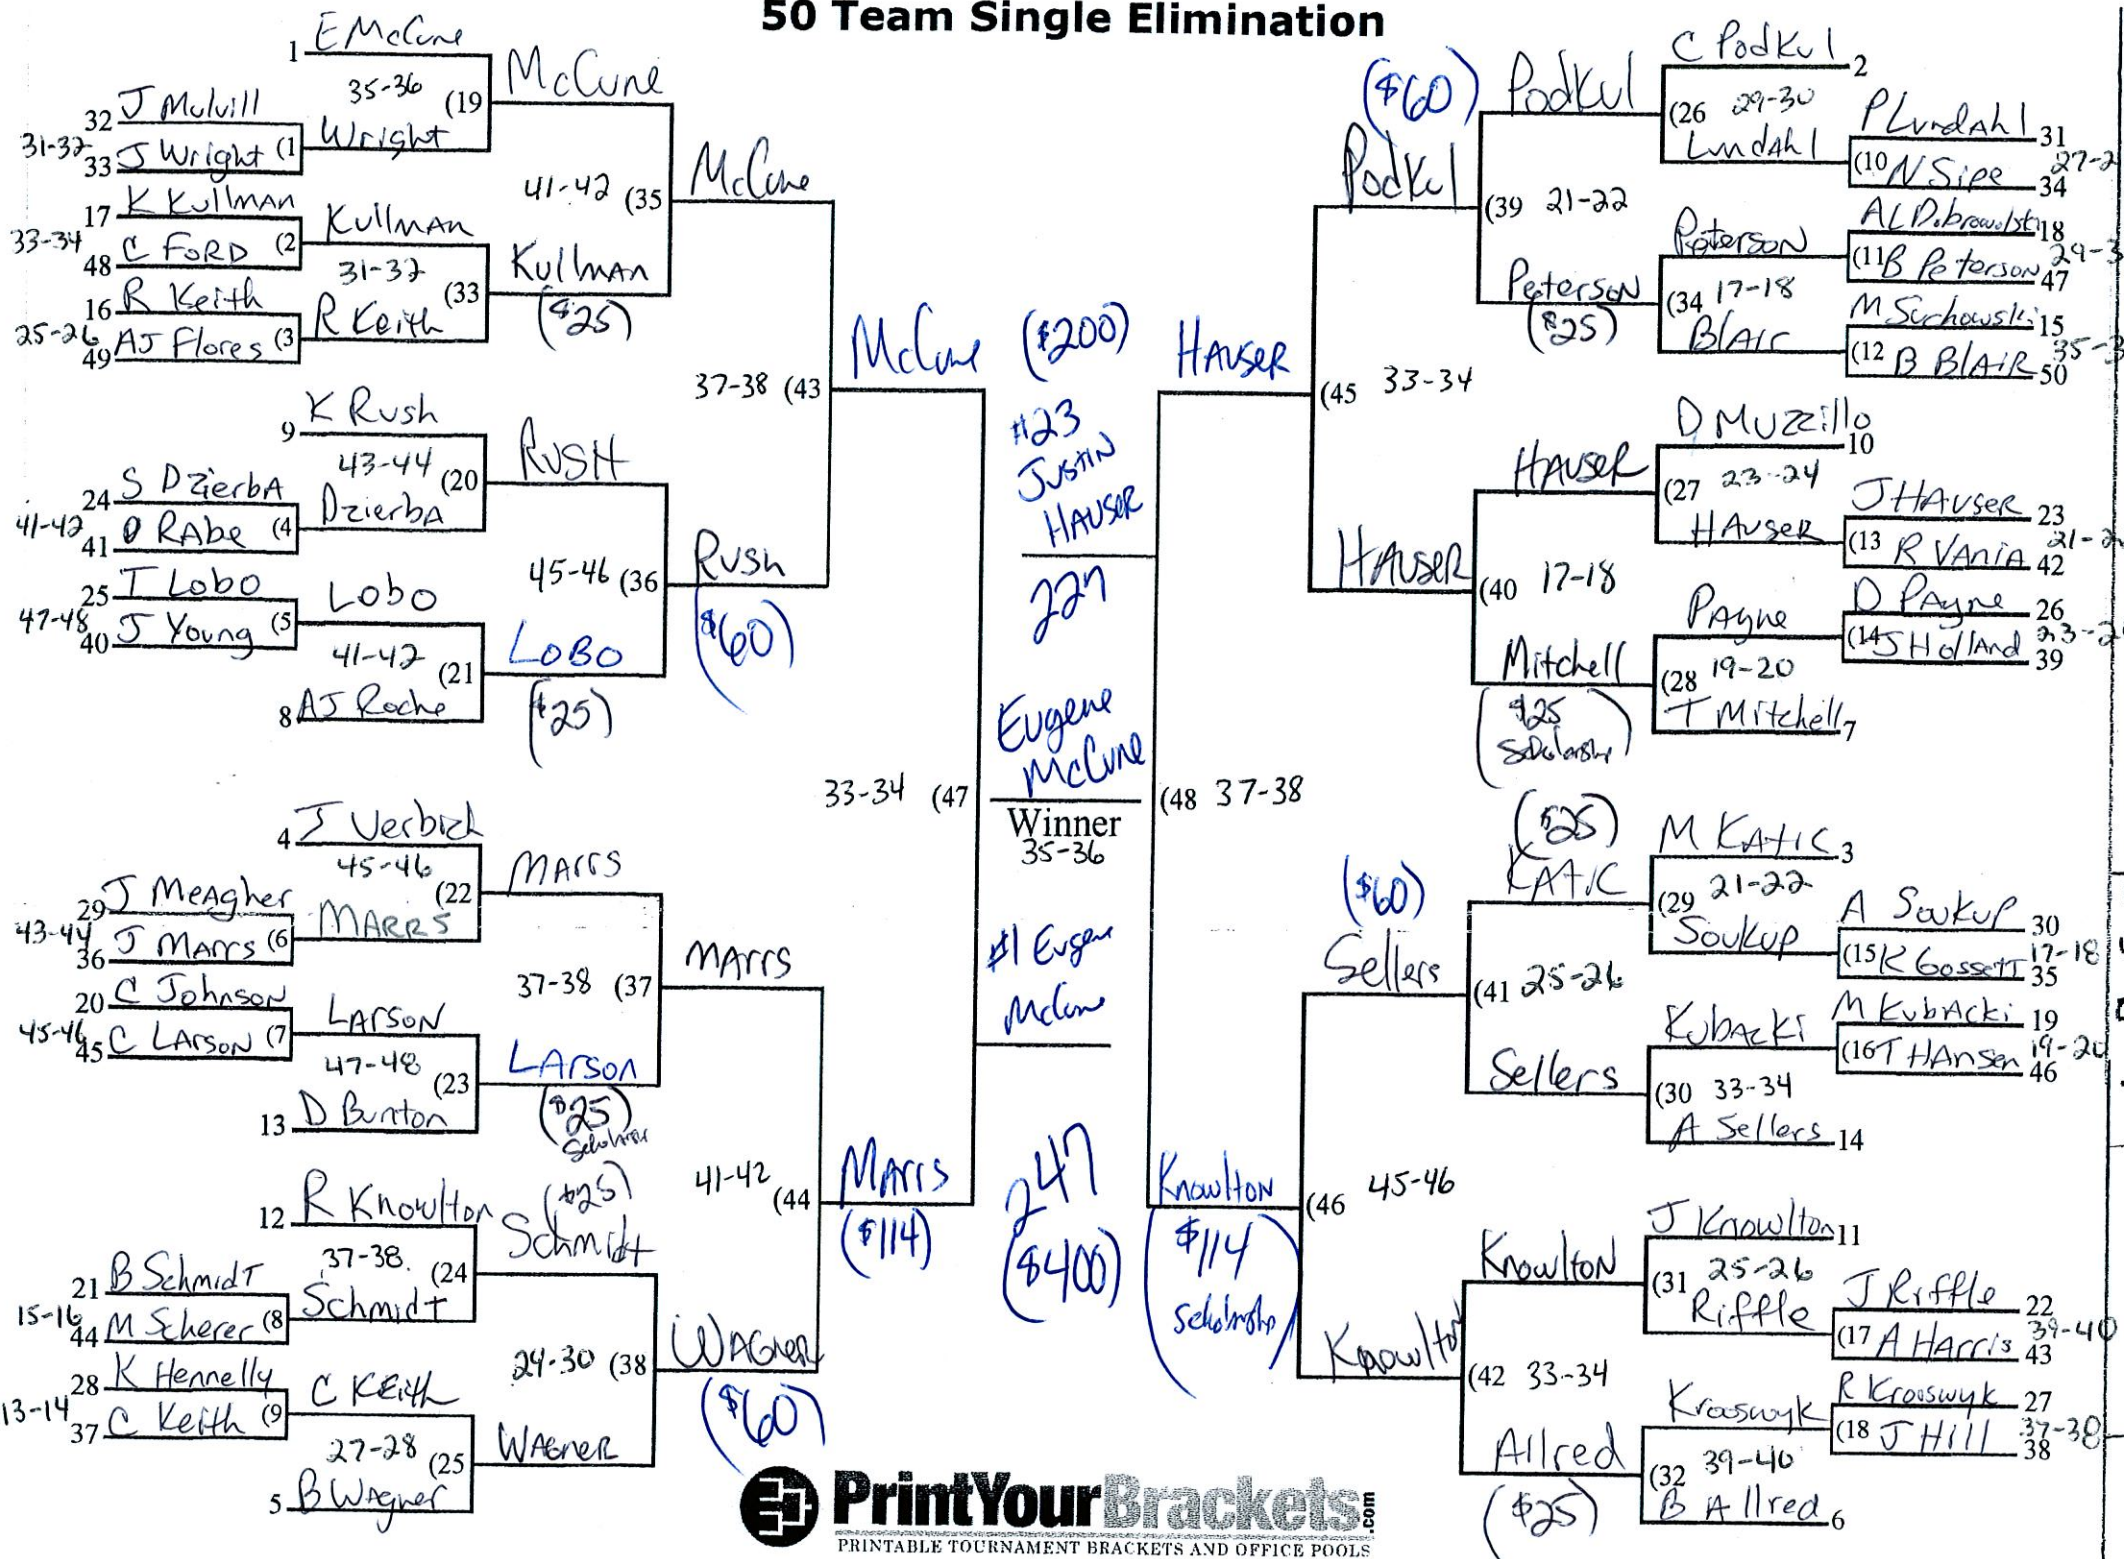 50 Team Single Elimination
1 E McCune
35-36 (19
32 J Mulvill
31-32
33 J Wright (1
Wright
McCune
17 K Kullman
33-34
48 C Ford (2
Kullman
31-32 (33
16 R Keith
25-26
49 AJ Flores (3
R Keith
Kullman
($25)
41-42 (35
McCune
9 K Rush
43-44 (20
24 S Dzierba
41-42
41 D RAbe (4
Dzierba
RUSH
25 T Lobo
47-48
40 J Young (5
Lobo
41-42 (21
8 AJ Roche
LOBO
($25)
45-46 (36
Rush
($60)
37-38 (43
McCune
4 J Verbich
45-46 (22
29 J Meagher
43-44
36 J Marrs (6
MARRS
MARRS
20 C Johnson
45-46
45 C Larson (7
Larson
47-48 (23
13 D Burton
Larson
($25)
37-38 (37
MARRS
12 R Knowlton
37-38. (24
21 B Schmidt
15-16
44 M Scherer (8
Schmidt
($25)
Schmidt
28 K Hennelly
13-14
37 C Keith (9
C Keith
27-28 (25
5 B Wagner
Wagner
29-30 (38
Wagner
($60)
41-42 (44
Marrs
($114)
33-34 (47
($200)
#23
Justin
Hauser
227
Eugene
McCune
Winner
35-36
#1 Eugene
McCune
247
($400)
(48 37-38
Hauser
(45 33-34
($60)
Podkul
(39 21-22
Podkul
C Podkul 2
(26 29-30
Lundahl
P Lundahl 31
(10 N Sipe 34
27-2
Peterson
($25)
Peterson
(34 17-18
Blair
AL Dobrowolski 18
(11 B Peterson 47
29-3
M Suchowski 15
(12 B Blair 50
35-3
Hauser
(40 17-18
Hauser
D Muzzillo 10
(27 23-24
Hauser
J Hauser 23
(13 R Vania 42
21-2
Mitchell
($25
Scholarship)
Payne
(28 19-20
T Mitchell 7
D Payne 26
(14 J Holland 39
23-2
Knowlton
($114
Scholarship)
(46 45-46
($60)
Sellers
(41 25-26
($25)
Katic
M Katic 3
(29 21-22
Soukup
A Soukup 30
(15 K Gossett 35
17-18
Sellers
Kubacki
(30 33-34
A Sellers 14
M Kubacki 19
(16 T Hansen 46
19-20
Knowlton
(42 33-34
Knowlton
J Knowlton 11
(31 25-26
Riffle
J Riffle 22
(17 A Harris 43
39-40
Allred
($25)
Krooswyk
(32 39-40
B Allred 6
R Krooswyk 27
(18 J Hill 38
37-38
PrintYourBrackets.com
PRINTABLE TOURNAMENT BRACKETS AND OFFICE POOLS